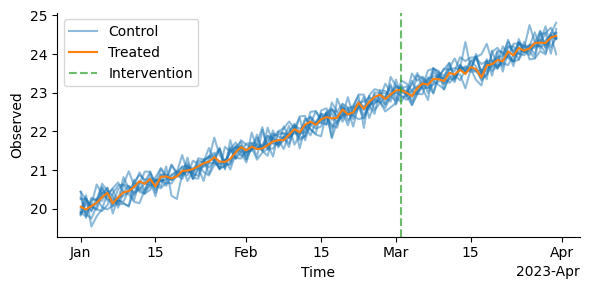 25
24
23
22
21
20
Observed
Control
Treated
Intervention
Jan 15 Feb 15 Mar 15 Apr
Time
2023-Apr